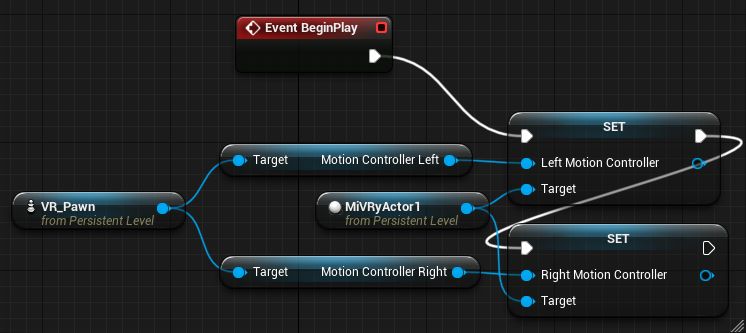 Event BeginPlay
SET
Target Motion Controller Left
Left Motion Controller
Target
VR_Pawn
from Persistent Level
MiVRyActor1
from Persistent Level
SET
Target Motion Controller Right
Right Motion Controller
Target